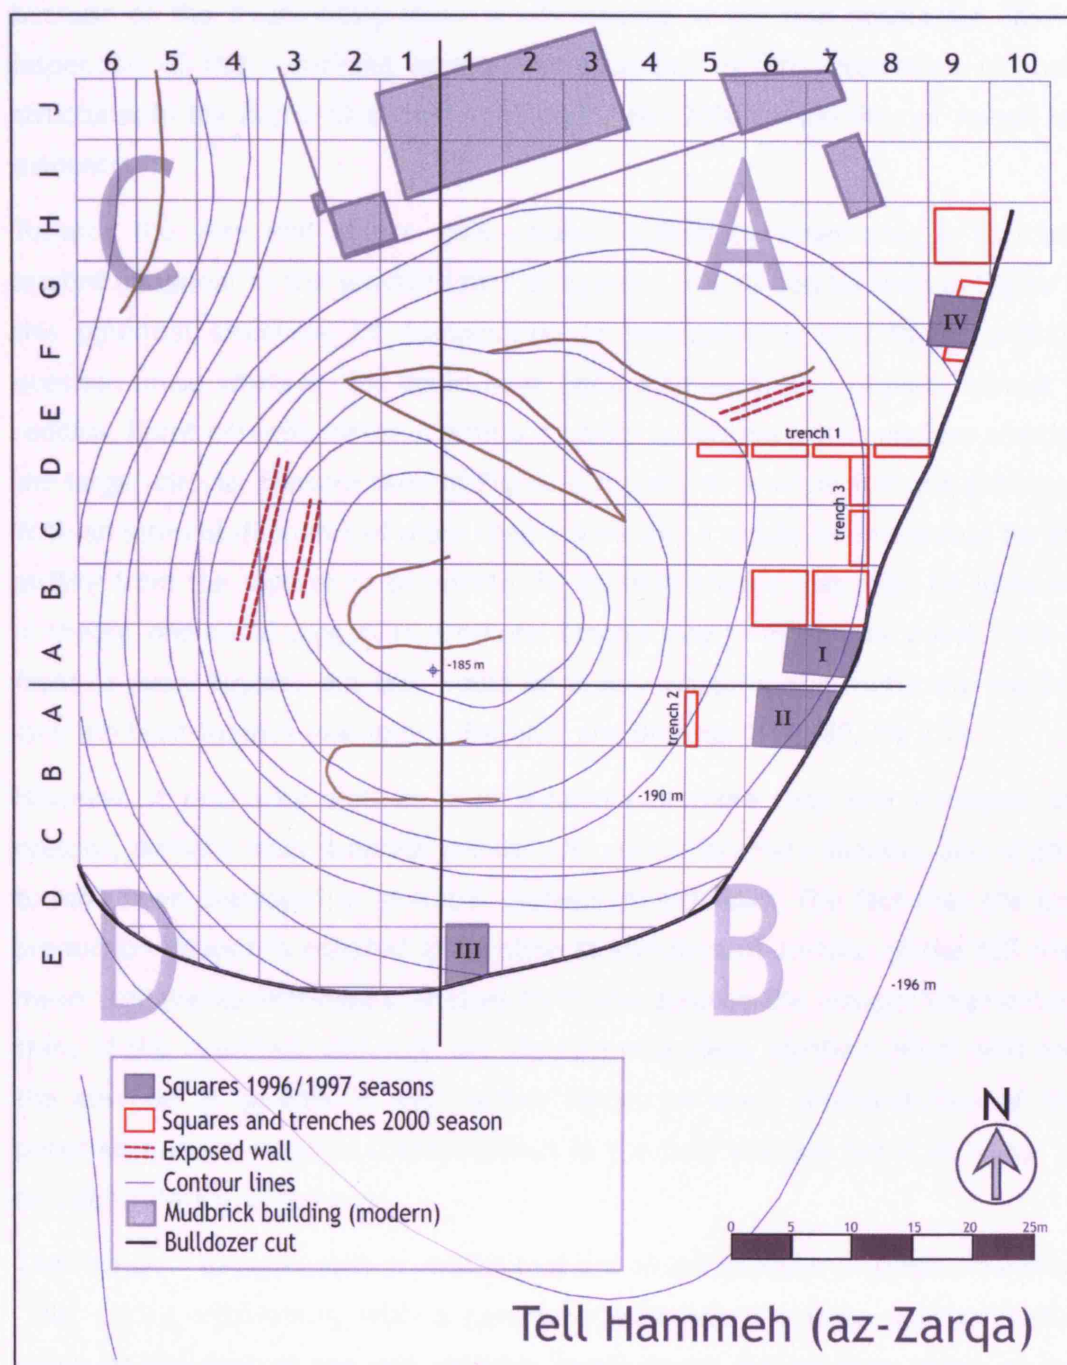 6 5 4 3 2 1 1 2 3 4 5 6 7 8 9 10
J
I
H
G
F
E
D
C
B
A
A
B
C
D
E
C
A
D
B
IV
trench 1
trench 3
I
-185 m
II
trench 2
-190 m
III
-196 m
Squares 1996/1997 seasons
Squares and trenches 2000 season
Exposed wall
Contour lines
Mudbrick building (modern)
Bulldozer cut
N
0 5 10 15 20 25m
Tell Hammeh (az-Zarqa)